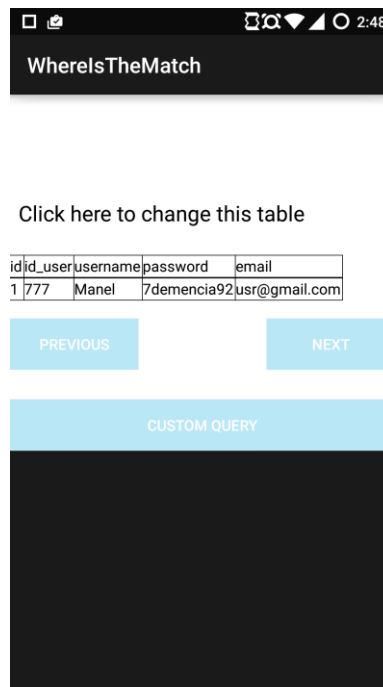 2:48
WhereIsTheMatch
Click here to change this table
id id_user username password email
1 777 Manel 7demencia92 usr@gmail.com
PREVIOUS NEXT
CUSTOM QUERY